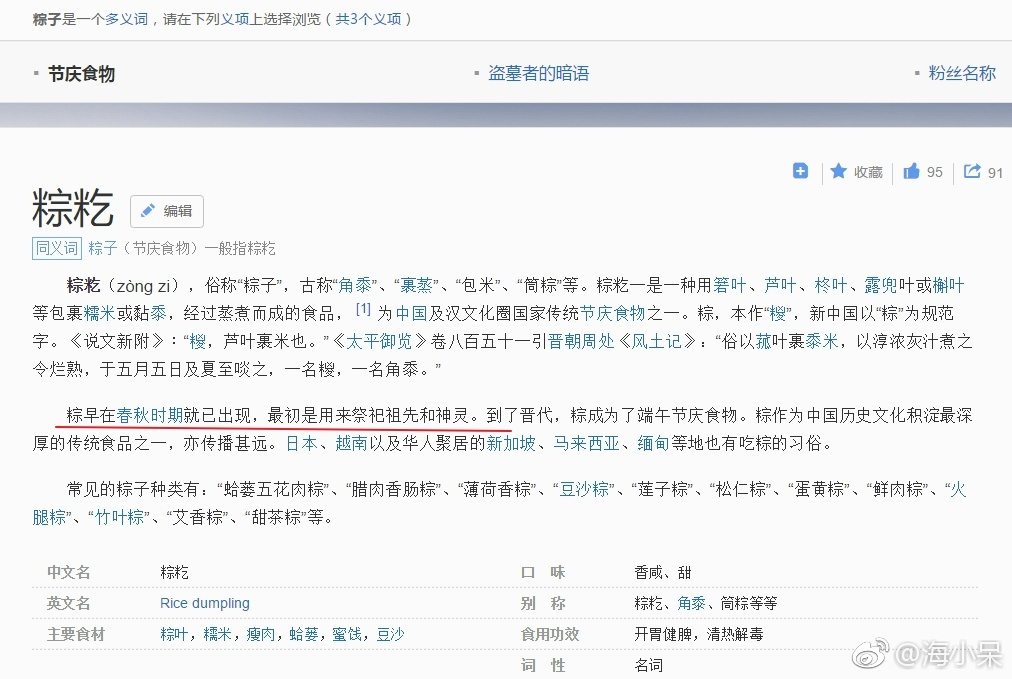 粽子是一个多义词，请在下列义项上选择浏览（共3个义项）
▪ 节庆食物 ▪ 盗墓者的暗语 ▪ 粉丝名称
收藏 95 91
粽籺 编辑
同义词 粽子（节庆食物）一般指粽籺
粽籺（zòng zi），俗称“粽子”，古称“角黍”、“裹蒸”、“包米”、“筒粽”等。粽籺一是一种用箬叶、芦叶、柊叶、露兜叶或槲叶
等包裹糯米或黏黍，经过蒸煮而成的食品，[1] 为中国及汉文化圈国家传统节庆食物之一。粽，本作“糉”，新中国以“粽”为规范
字。《说文新附》：“糉，芦叶裹米也。”《太平御览》卷八百五十一引晋朝周处《风土记》：“俗以菰叶裹黍米，以淳浓灰汁煮之
令烂熟，于五月五日及夏至啖之，一名糉，一名角黍。”
粽早在春秋时期就已出现，最初是用来祭祀祖先和神灵。到了晋代，粽成为了端午节庆食物。粽作为中国历史文化积淀最深
厚的传统食品之一，亦传播甚远。日本、越南以及华人聚居的新加坡、马来西亚、缅甸等地也有吃粽的习俗。
常见的粽子种类有：“蛤蒌五花肉粽”、“腊肉香肠粽”、“薄荷香粽”、“豆沙粽”、“莲子粽”、“松仁粽”、“蛋黄粽”、“鲜肉粽”、“火
腿粽”、“竹叶粽”、“艾香粽”、“甜茶粽”等。
中文名 粽籺 口 味 香咸、甜
英文名 Rice dumpling 别 称 粽籺、角黍、筒粽等等
主要食材 粽叶，糯米，瘦肉，蛤蒌，蜜饯，豆沙 食用功效 开胃健脾，清热解毒
词 性 名词
@海小呆